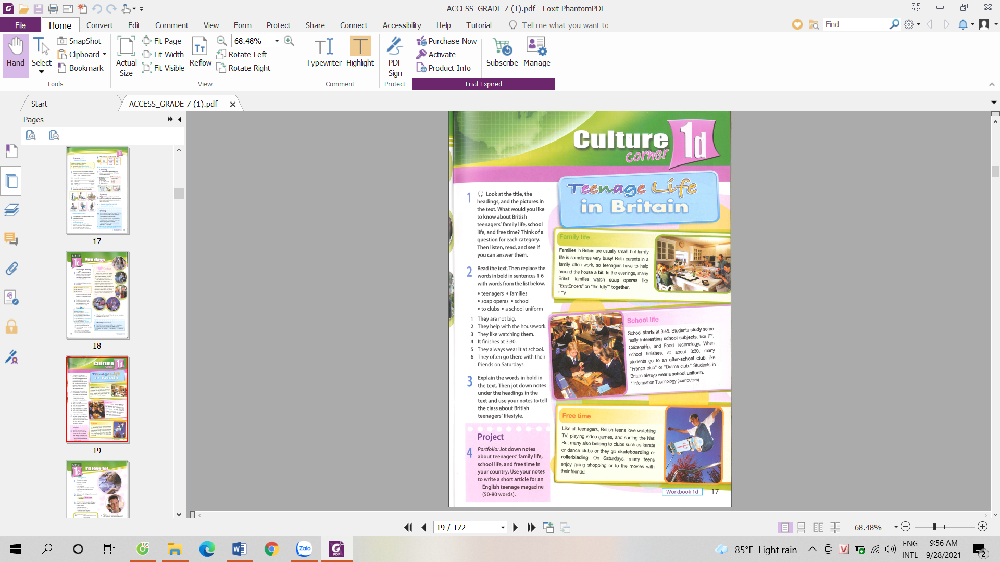 ACCESS_GRADE 7 (1).pdf - Foxit PhantomPDF
File
Home
Convert
Edit
Comment
View
Form
Protect
Share
Connect
Accessibility
Help
Tutorial
Tell me what you want to
Find
Hand
Select
SnapShot
Clipboard
Bookmark
Tools
Actual
Size
Fit Page
Fit Width
Fit Visible
Reflow
68.48%
Rotate Left
Rotate Right
View
Typewriter
Highlight
Comment
PDF
Sign
Protect
Purchase Now
Activate
Product Info
Trial Expired
Subscribe
Manage
Start
ACCESS_GRADE 7 (1).pdf
Pages
17
Fun days
18
Culture
corner
1d
Teenage Life
in Britain
19
I'd love to!
Culture
corner
1d
Teenage Life
in Britain
1 Look at the title, the
headings, and the pictures in
the text. What would you like
to know about British
teenagers' family life, school
life, and free time? Think of a
question for each category.
Then listen, read, and see if
you can answer them.
2 Read the text. Then replace the
words in bold in sentences 1-6
with words from the list below.
• teenagers • families
• soap operas • school
• to clubs • a school uniform
1 They are not big.
2 They help with the housework.
3 They like watching them.
4 It finishes at 3:30.
5 They always wear it at school.
6 They often go there with their
friends on Saturdays.
3 Explain the words in bold in
the text. Then jot down notes
under the headings in the
text and use your notes to tell
the class about British
teenagers' lifestyle.
Project
4 Portfolio: Jot down notes
about teenagers' family life,
school life, and free time in
your country. Use your notes
to write a short article for an
English teenage magazine
(50-80 words).
Family life
Families in Britain are usually small, but family
life is sometimes very busy! Both parents in a
family often work, so teenagers have to help
around the house a bit. In the evenings, many
British families watch soap operas like
"EastEnders" on "the telly"* together.
* TV
School life
School starts at 8:45. Students study some
really interesting school subjects, like IT*,
Citizenship, and Food Technology. When
school finishes, at about 3:30, many
students go to an after-school club, like
"French club" or "Drama club." Students in
Britain always wear a school uniform.
* Information Technology (computers)
Free time
Like all teenagers, British teens love watching
TV, playing video games, and surfing the Net!
But many also belong to clubs such as karate
or dance clubs or they go skateboarding or
rollerblading. On Saturdays, many teens
enjoy going shopping or to the movies with
their friends!
Workbook 1d 17
19 / 172
68.48%
Zalo
PDF
85°F Light rain
ENG
INTL
9:56 AM
9/28/2021
2